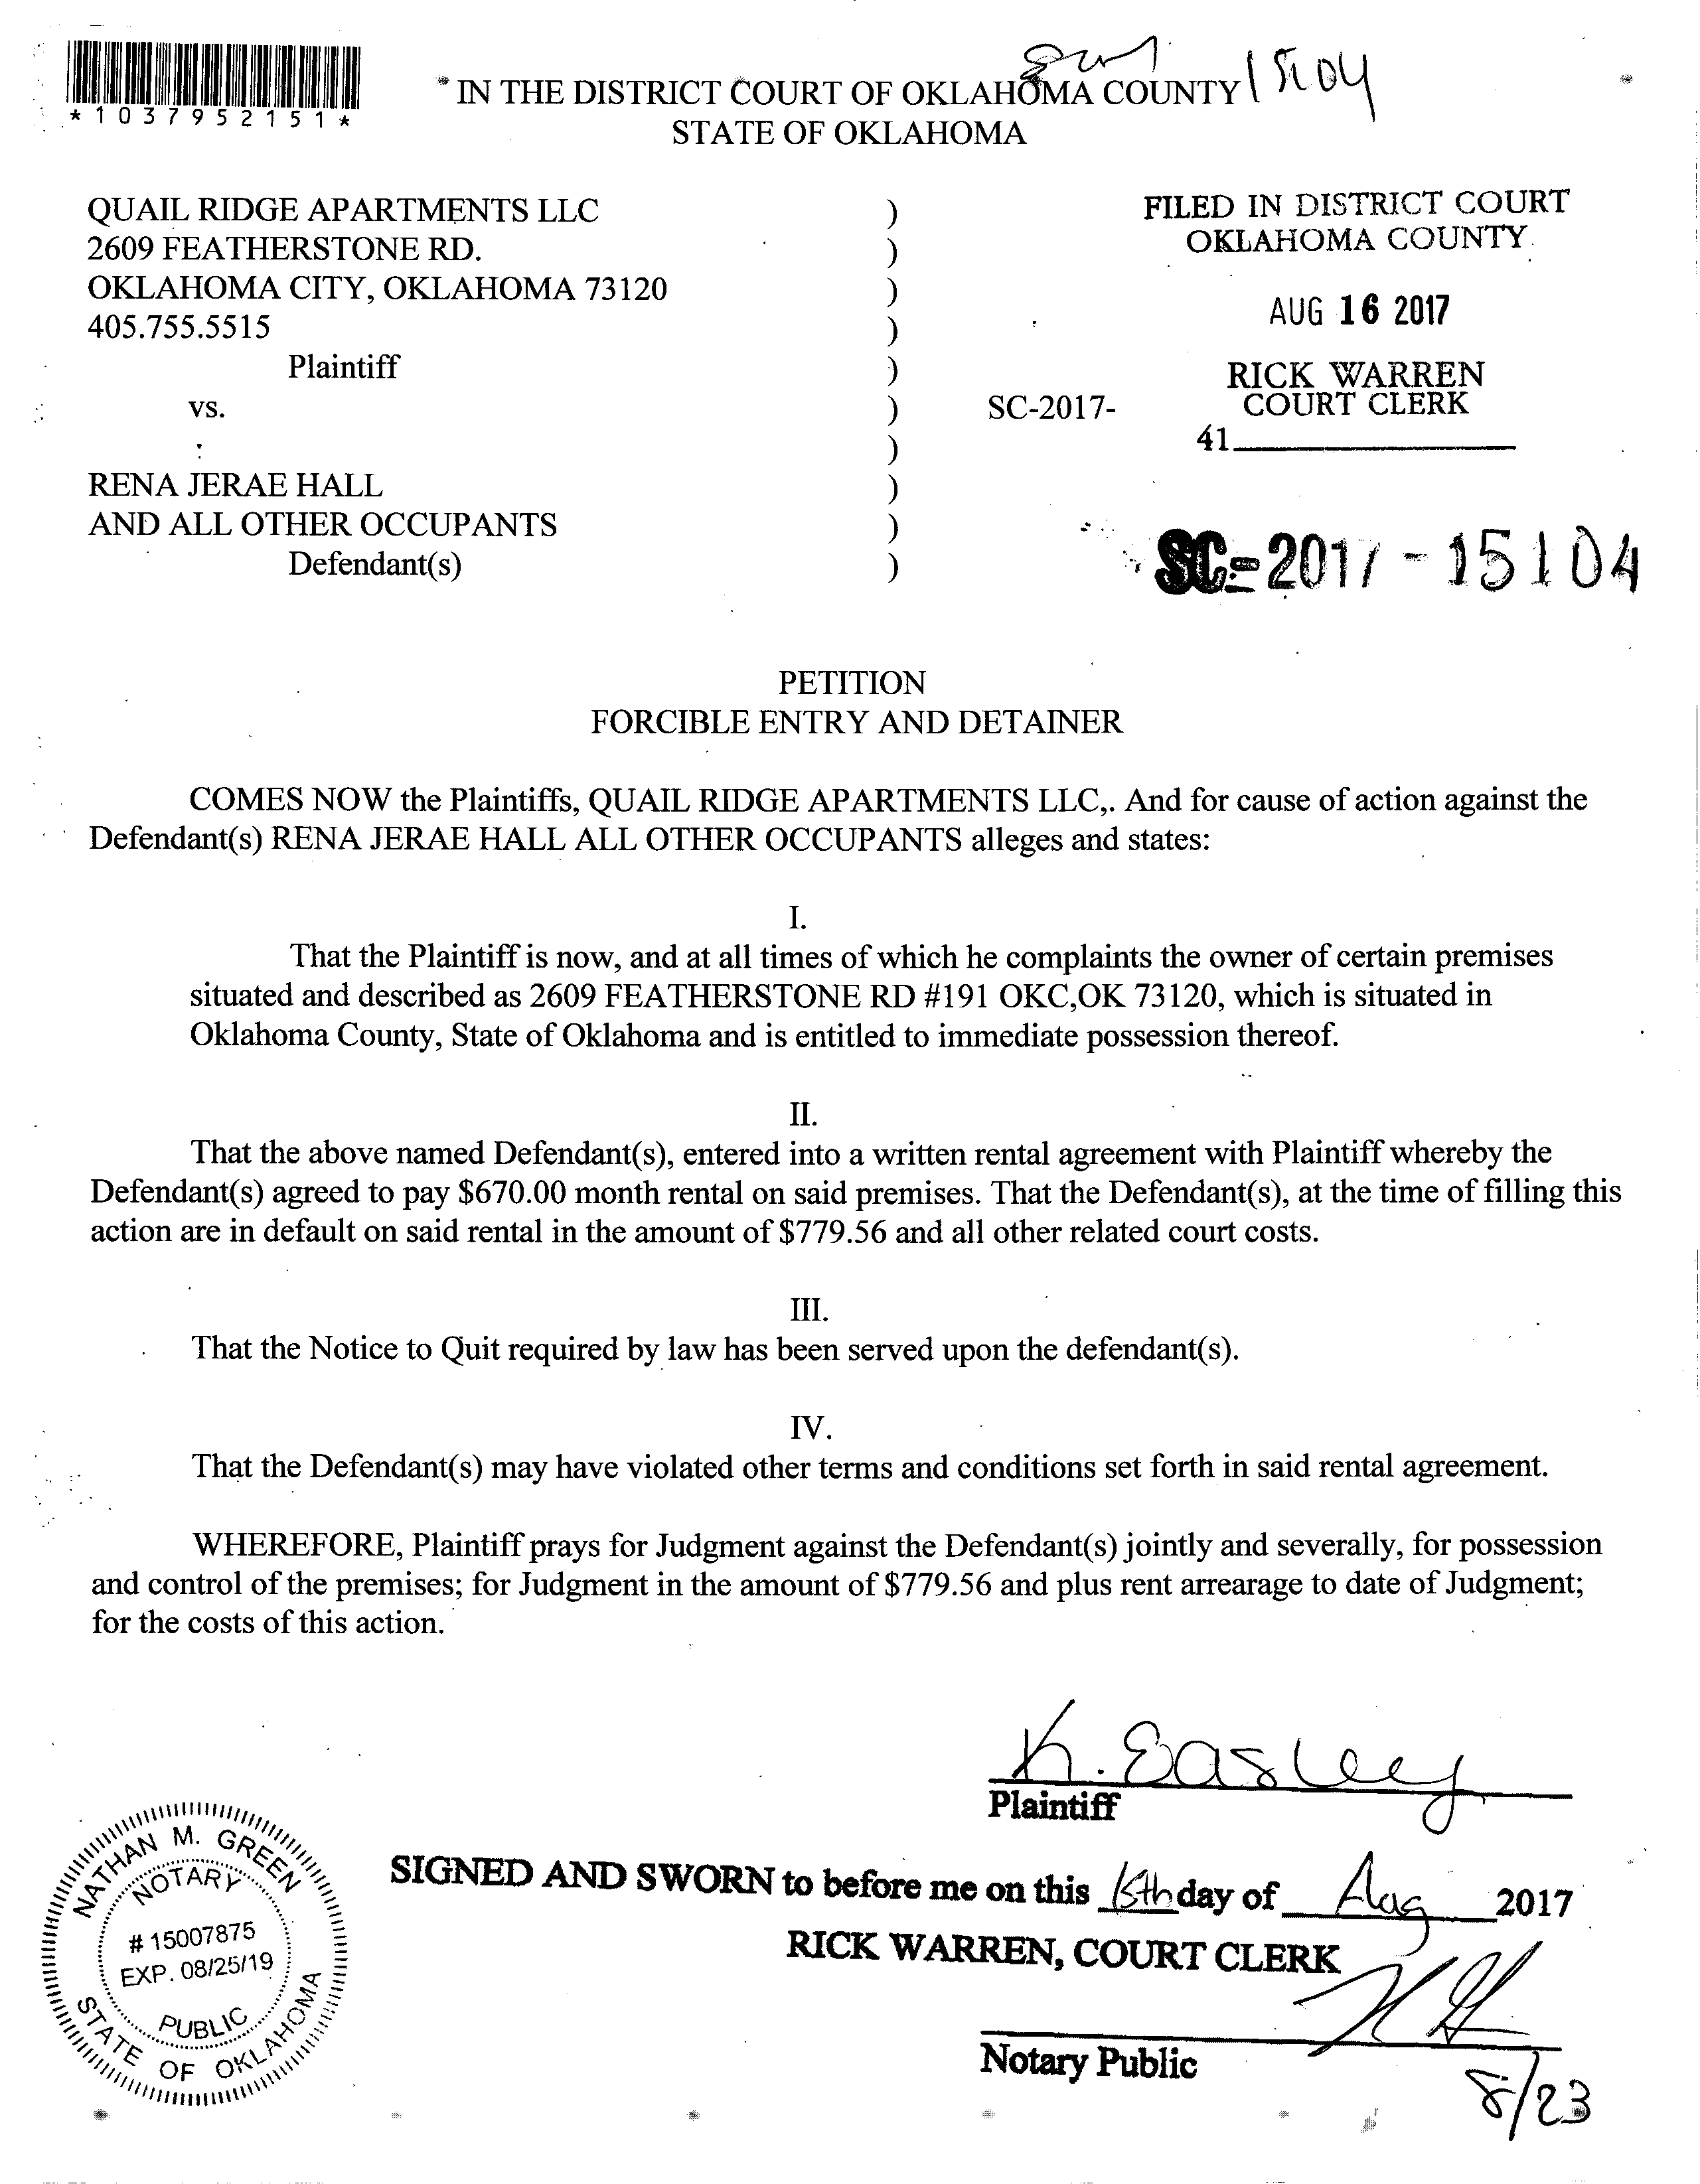 *1037952151*
15104
IN THE DISTRICT COURT OF OKLAHOMA COUNTY
STATE OF OKLAHOMA
QUAIL RIDGE APARTMENTS LLC )
2609 FEATHERSTONE RD. )
OKLAHOMA CITY, OKLAHOMA 73120 )
405.755.5515 )
Plaintiff )
vs. ) SC-2017-
)
RENA JERAE HALL )
AND ALL OTHER OCCUPANTS )
Defendant(s) )
FILED IN DISTRICT COURT
OKLAHOMA COUNTY
AUG 16 2017
RICK WARREN
COURT CLERK
41
SC-2017-15104
PETITION
FORCIBLE ENTRY AND DETAINER
COMES NOW the Plaintiffs, QUAIL RIDGE APARTMENTS LLC,. And for cause of action against the
Defendant(s) RENA JERAE HALL ALL OTHER OCCUPANTS alleges and states:
I.
That the Plaintiff is now, and at all times of which he complaints the owner of certain premises
situated and described as 2609 FEATHERSTONE RD #191 OKC,OK 73120, which is situated in
Oklahoma County, State of Oklahoma and is entitled to immediate possession thereof.
II.
That the above named Defendant(s), entered into a written rental agreement with Plaintiff whereby the
Defendant(s) agreed to pay $670.00 month rental on said premises. That the Defendant(s), at the time of filling this
action are in default on said rental in the amount of $779.56 and all other related court costs.
III.
That the Notice to Quit required by law has been served upon the defendant(s).
IV.
That the Defendant(s) may have violated other terms and conditions set forth in said rental agreement.
WHEREFORE, Plaintiff prays for Judgment against the Defendant(s) jointly and severally, for possession
and control of the premises; for Judgment in the amount of $779.56 and plus rent arrearage to date of Judgment;
for the costs of this action.
K. Easley
Plaintiff
SIGNED AND SWORN to before me on this 15th day of Aug 2017
RICK WARREN, COURT CLERK
Notary Public
8/23
NATHAN M. GREEN
NOTARY
# 15007875
EXP. 08/25/19
PUBLIC
STATE OF OKLAHOMA